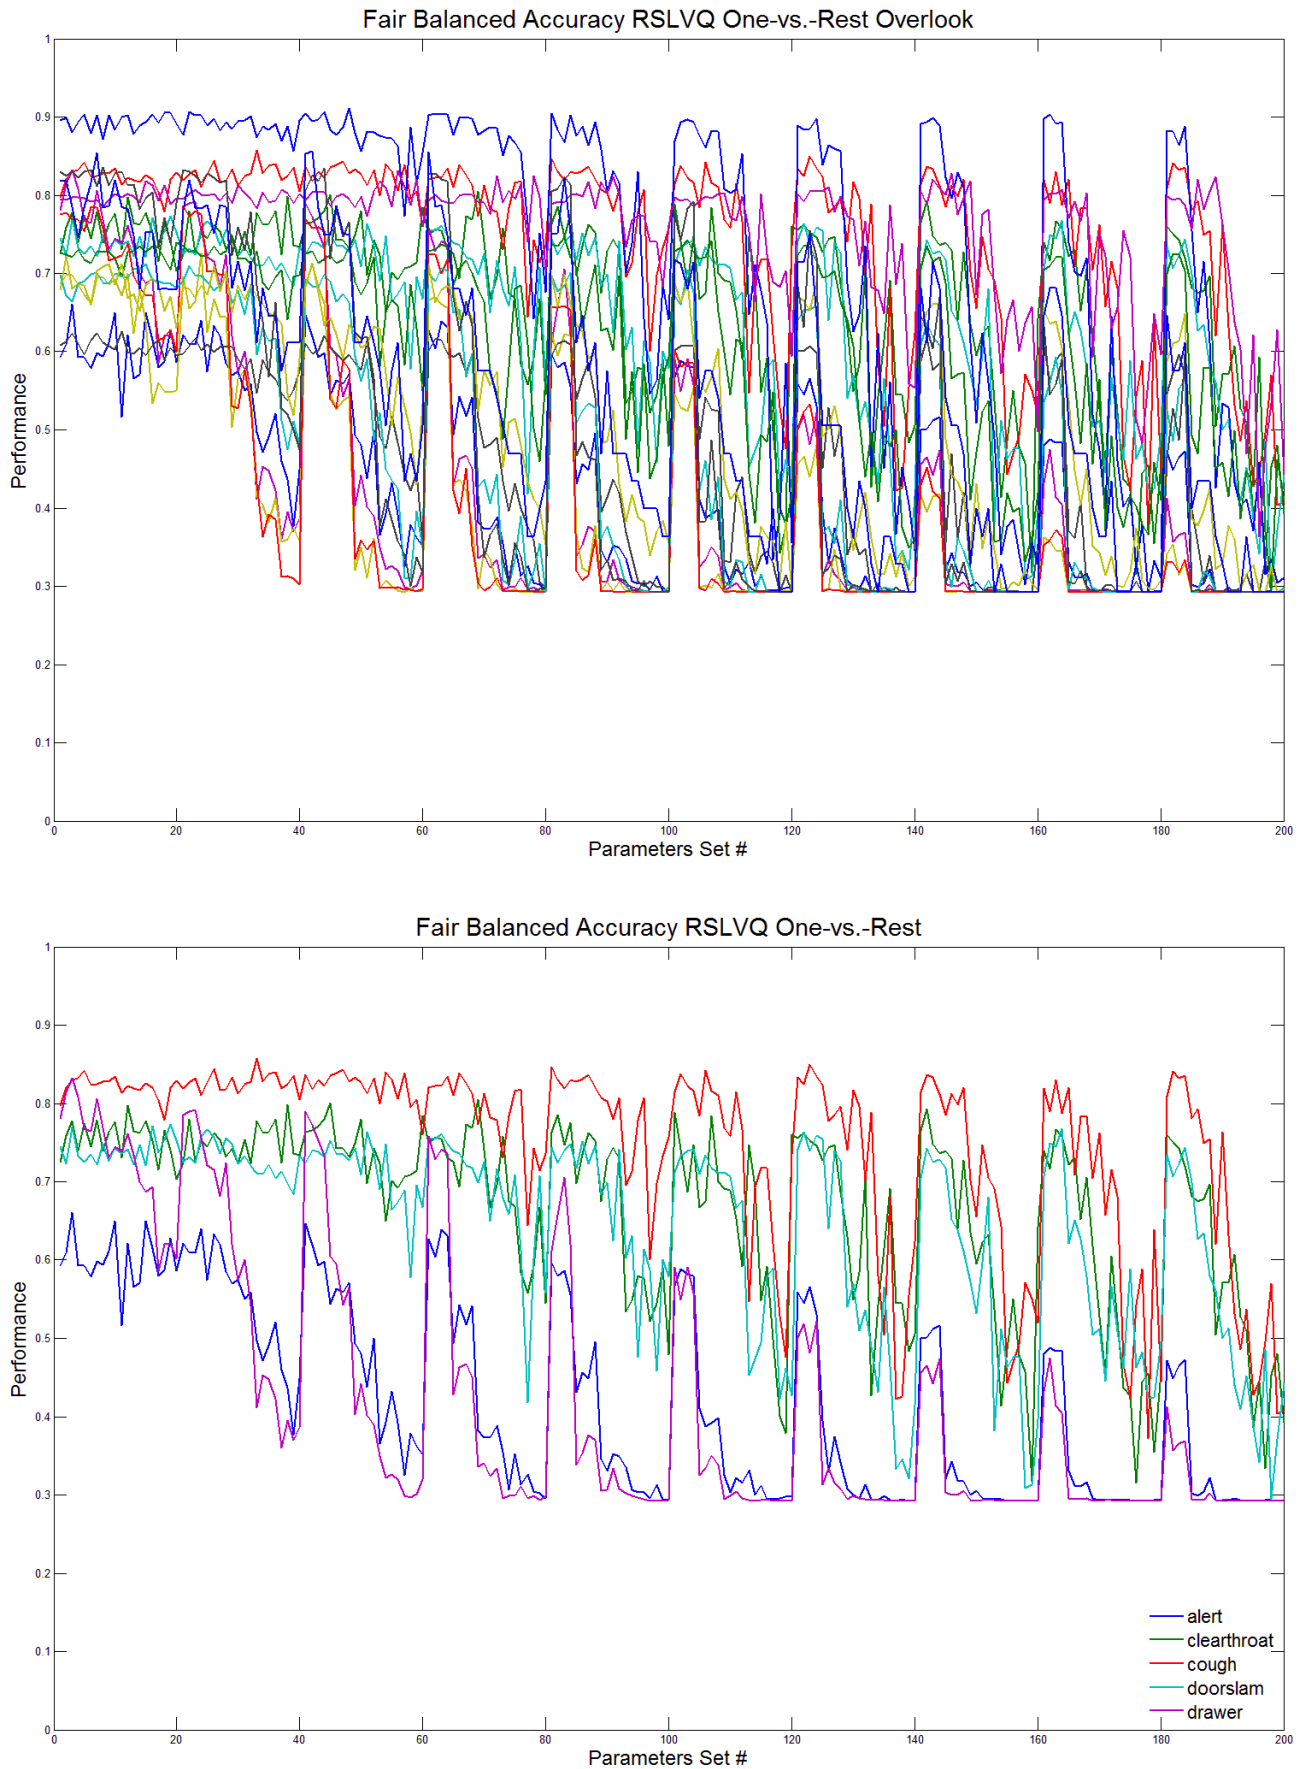 Fair Balanced Accuracy RSLVQ One-vs.-Rest Overlook
1
0.9
0.8
0.7
0.6
0.5
0.4
0.3
0.2
0.1
0
Performance
0 20 40 60 80 100 120 140 160 180 200
Parameters Set #
Fair Balanced Accuracy RSLVQ One-vs.-Rest
1
0.9
0.8
0.7
0.6
0.5
0.4
0.3
0.2
0.1
0
Performance
alert
clearthroat
cough
doorslam
drawer
0 20 40 60 80 100 120 140 160 180 200
Parameters Set #